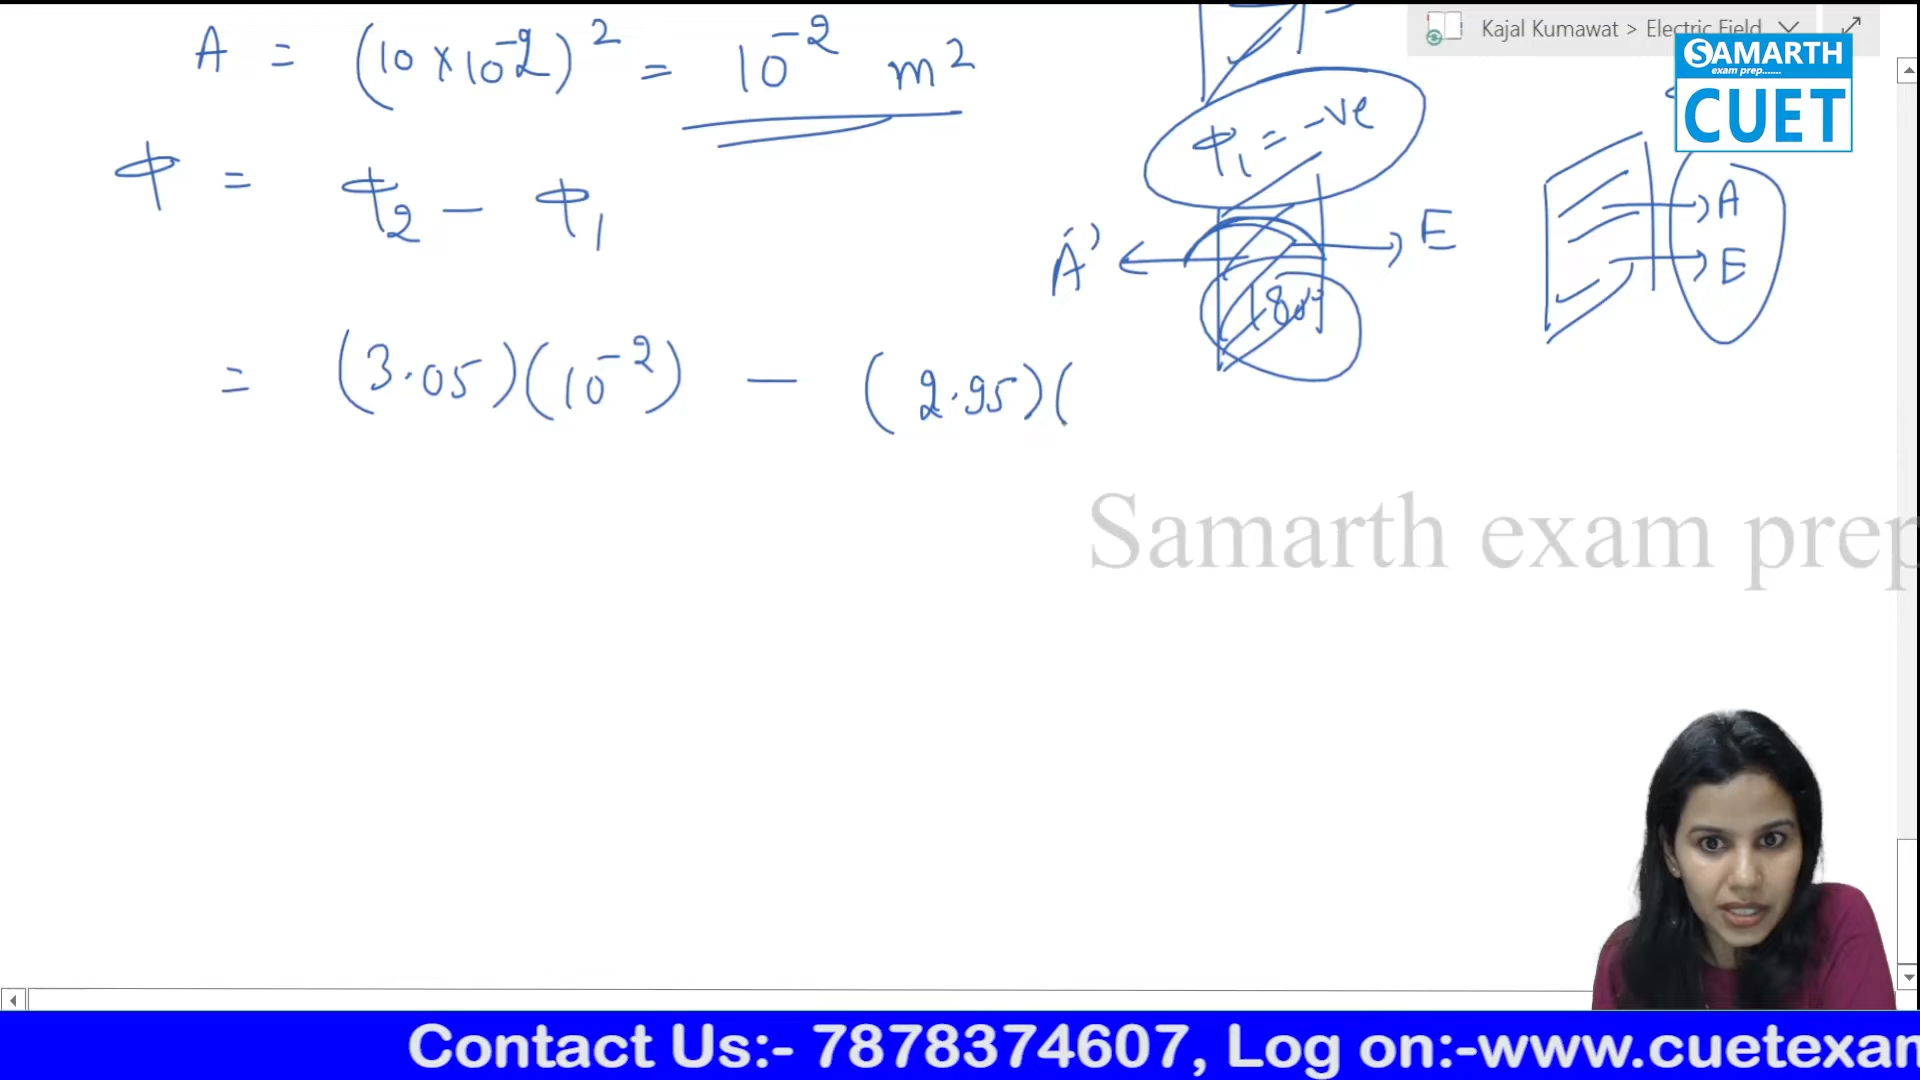 Kajal Kumawat > Electric Field
SAMARTH
exam prep......
CUET
A = (10 × 10⁻²)² = 10⁻² m²
ϕ₁ = -ve
ϕ = ϕ₂ - ϕ₁
A' E
180°
A
E
= (3.05)(10⁻²) - (2.95)(
Samarth exam prep
Contact Us:- 7878374607, Log on:-www.cuetexam